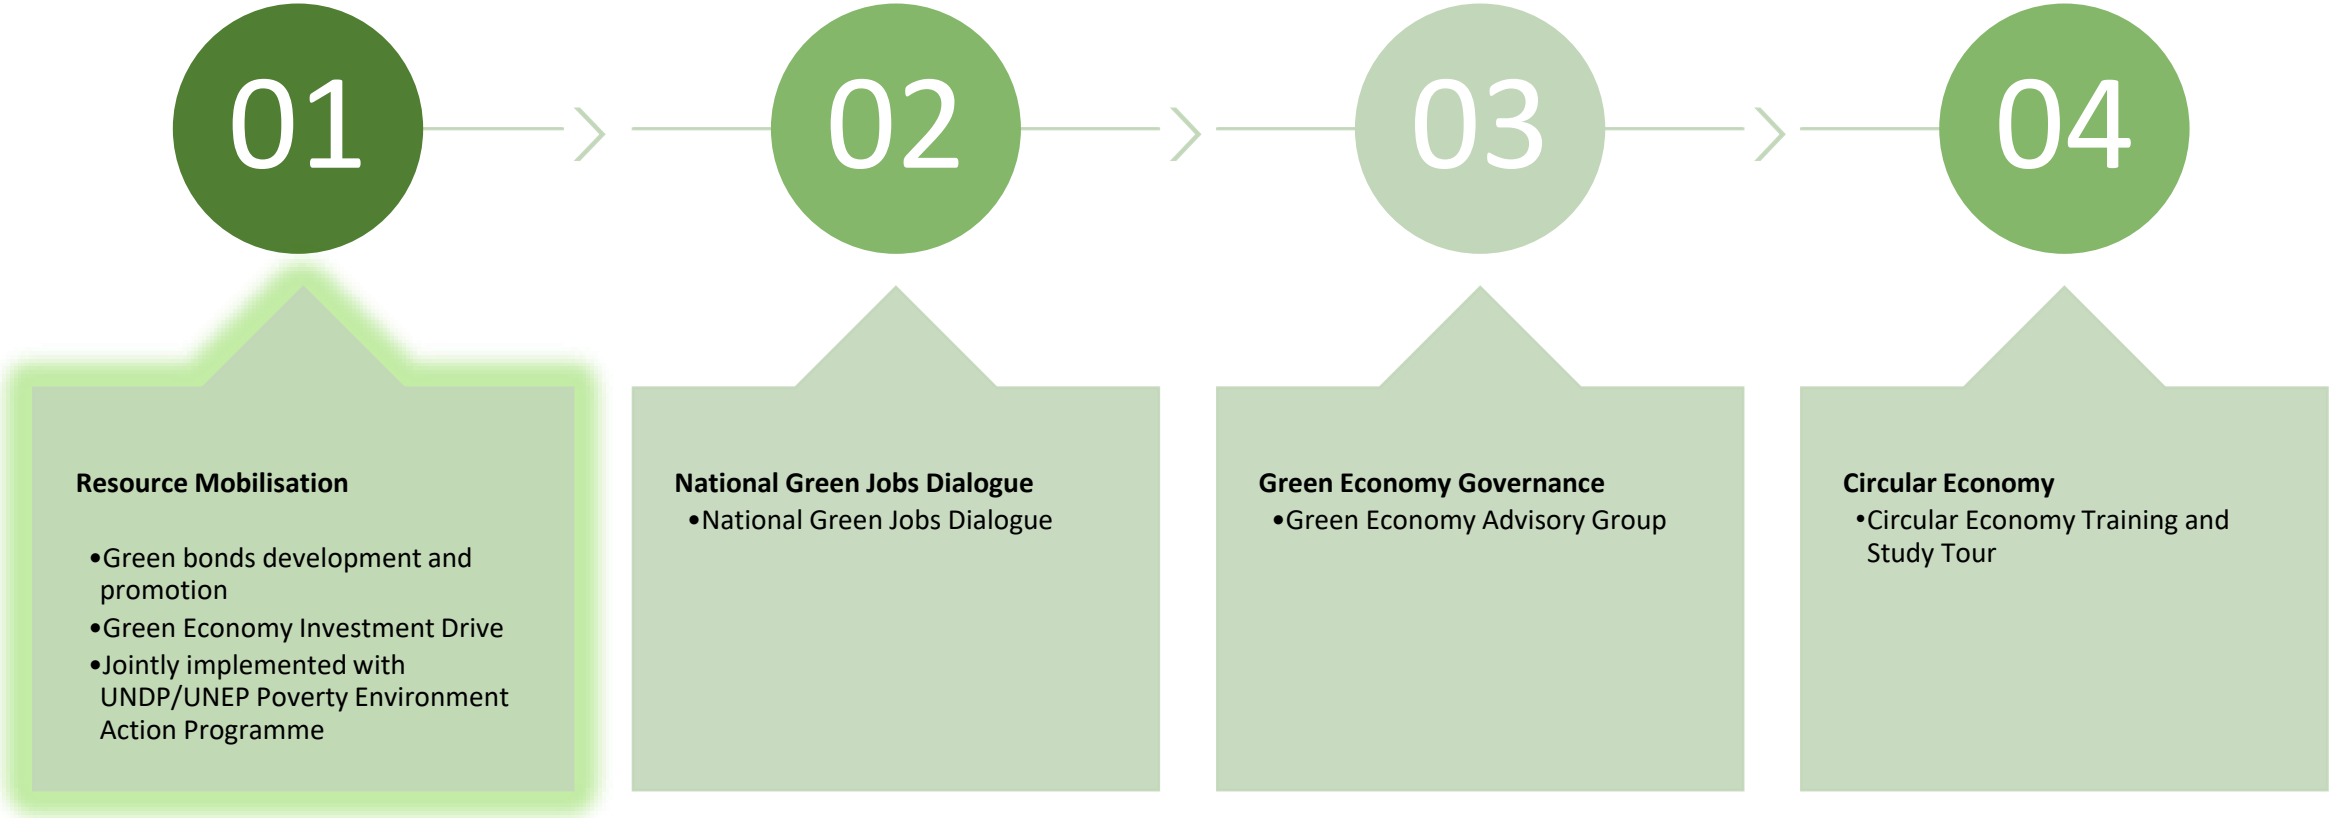 01
02
03
04
Resource Mobilisation
•Green bonds development and
promotion
•Green Economy Investment Drive
•Jointly implemented with
UNDP/UNEP Poverty Environment
Action Programme
National Green Jobs Dialogue
•National Green Jobs Dialogue
Green Economy Governance
•Green Economy Advisory Group
Circular Economy
•Circular Economy Training and
Study Tour